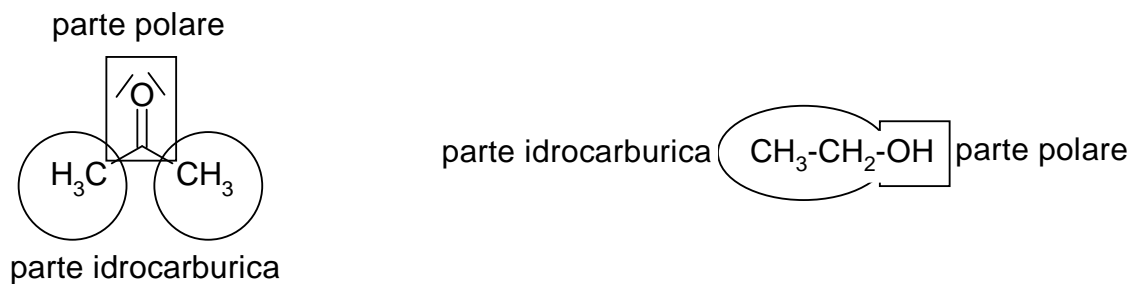 parte polare
O
H₃C CH₃
parte idrocarburica
parte idrocarburica CH₃-CH₂-OH parte polare